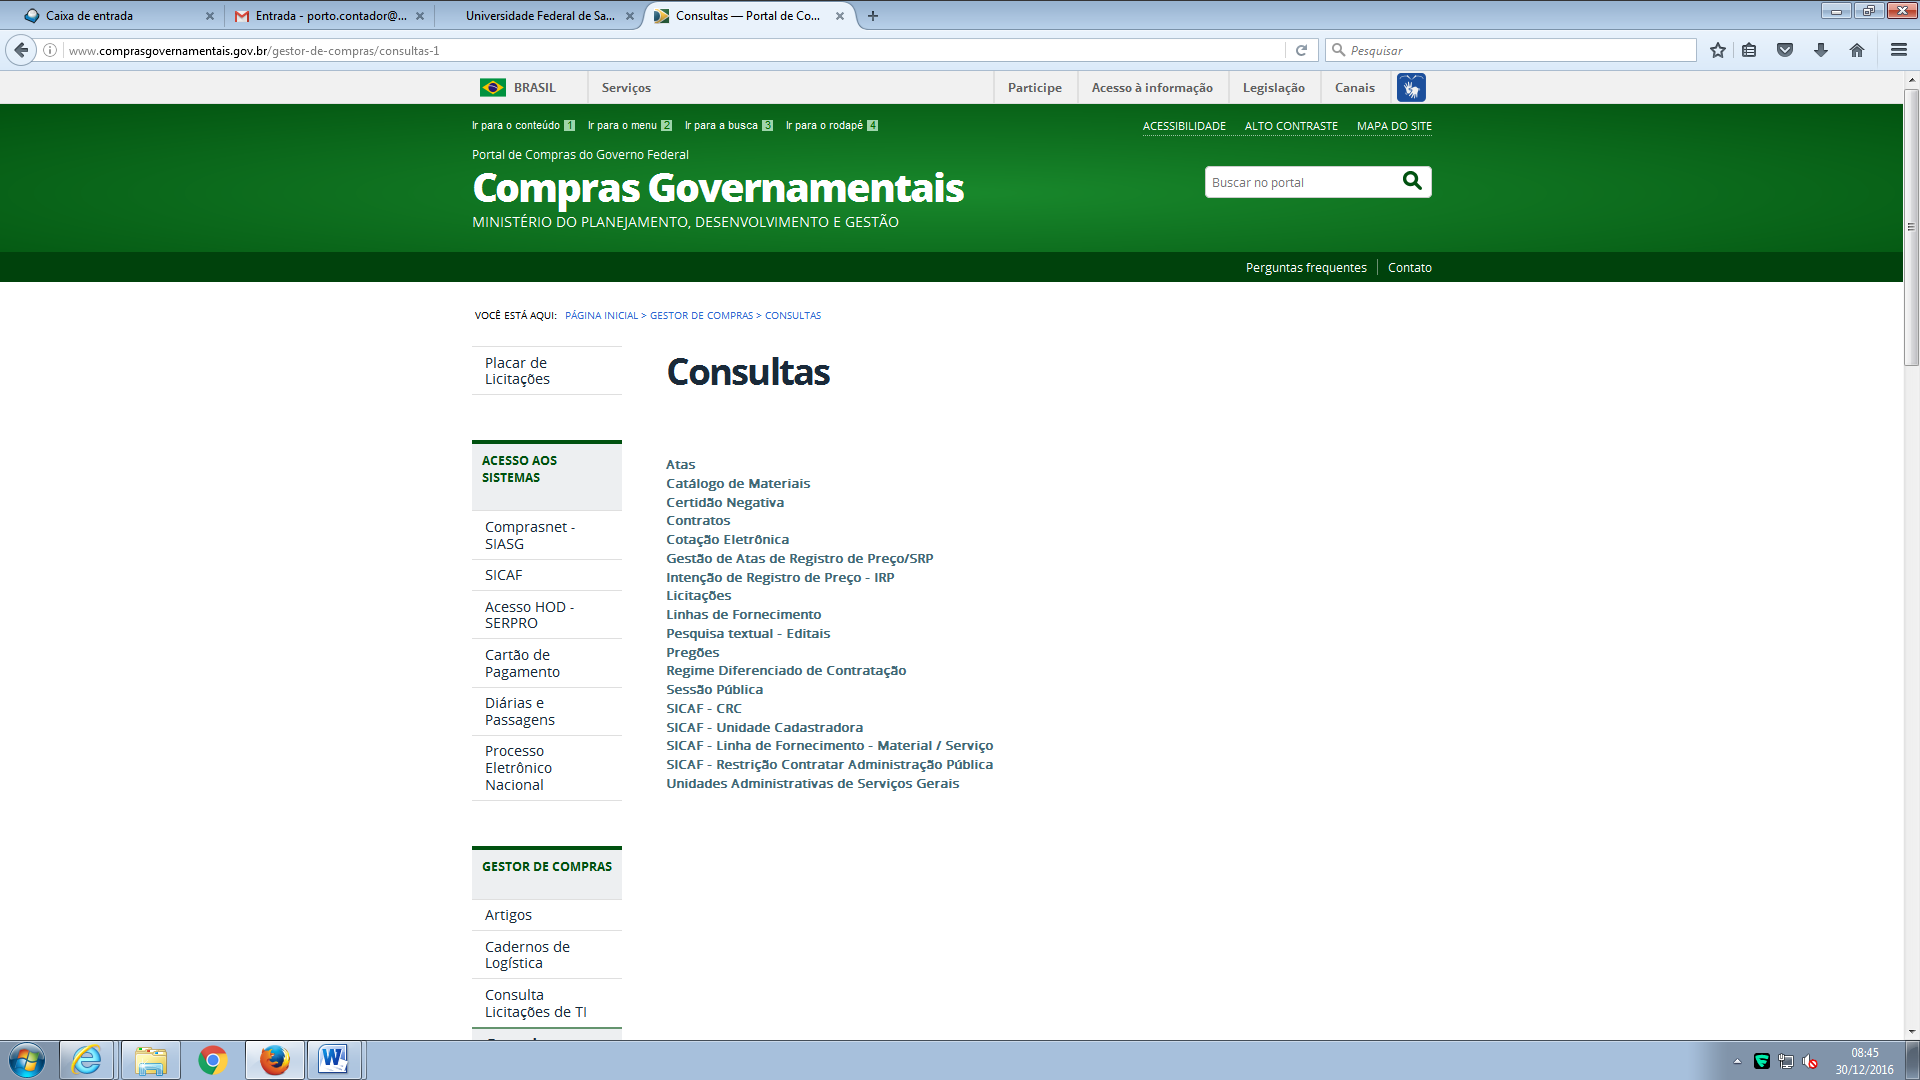 Caixa de entrada
Entrada - porto.contador@...
Universidade Federal de Sa...
Consultas — Portal de Co...
www.comprasgovernamentais.gov.br/gestor-de-compras/consultas-1
Pesquisar
BRASIL
Serviços
Participe
Acesso à informação
Legislação
Canais
Ir para o conteúdo 1
Ir para o menu 2
Ir para a busca 3
Ir para o rodapé 4
ACESSIBILIDADE
ALTO CONTRASTE
MAPA DO SITE
Portal de Compras do Governo Federal
Compras Governamentais
MINISTÉRIO DO PLANEJAMENTO, DESENVOLVIMENTO E GESTÃO
Buscar no portal
Perguntas frequentes
Contato
VOCÊ ESTÁ AQUI: PÁGINA INICIAL > GESTOR DE COMPRAS > CONSULTAS
Placar de
Licitações
ACESSO AOS
SISTEMAS
Comprasnet -
SIASG
SICAF
Acesso HOD -
SERPRO
Cartão de
Pagamento
Diárias e
Passagens
Processo
Eletrônico
Nacional
GESTOR DE COMPRAS
Artigos
Cadernos de
Logística
Consulta
Licitações de TI
Consultas
Atas
Catálogo de Materiais
Certidão Negativa
Contratos
Cotação Eletrônica
Gestão de Atas de Registro de Preço/SRP
Intenção de Registro de Preço - IRP
Licitações
Linhas de Fornecimento
Pesquisa textual - Editais
Pregões
Regime Diferenciado de Contratação
Sessão Pública
SICAF - CRC
SICAF - Unidade Cadastradora
SICAF - Linha de Fornecimento - Material / Serviço
SICAF - Restrição Contratar Administração Pública
Unidades Administrativas de Serviços Gerais
08:45
30/12/2016